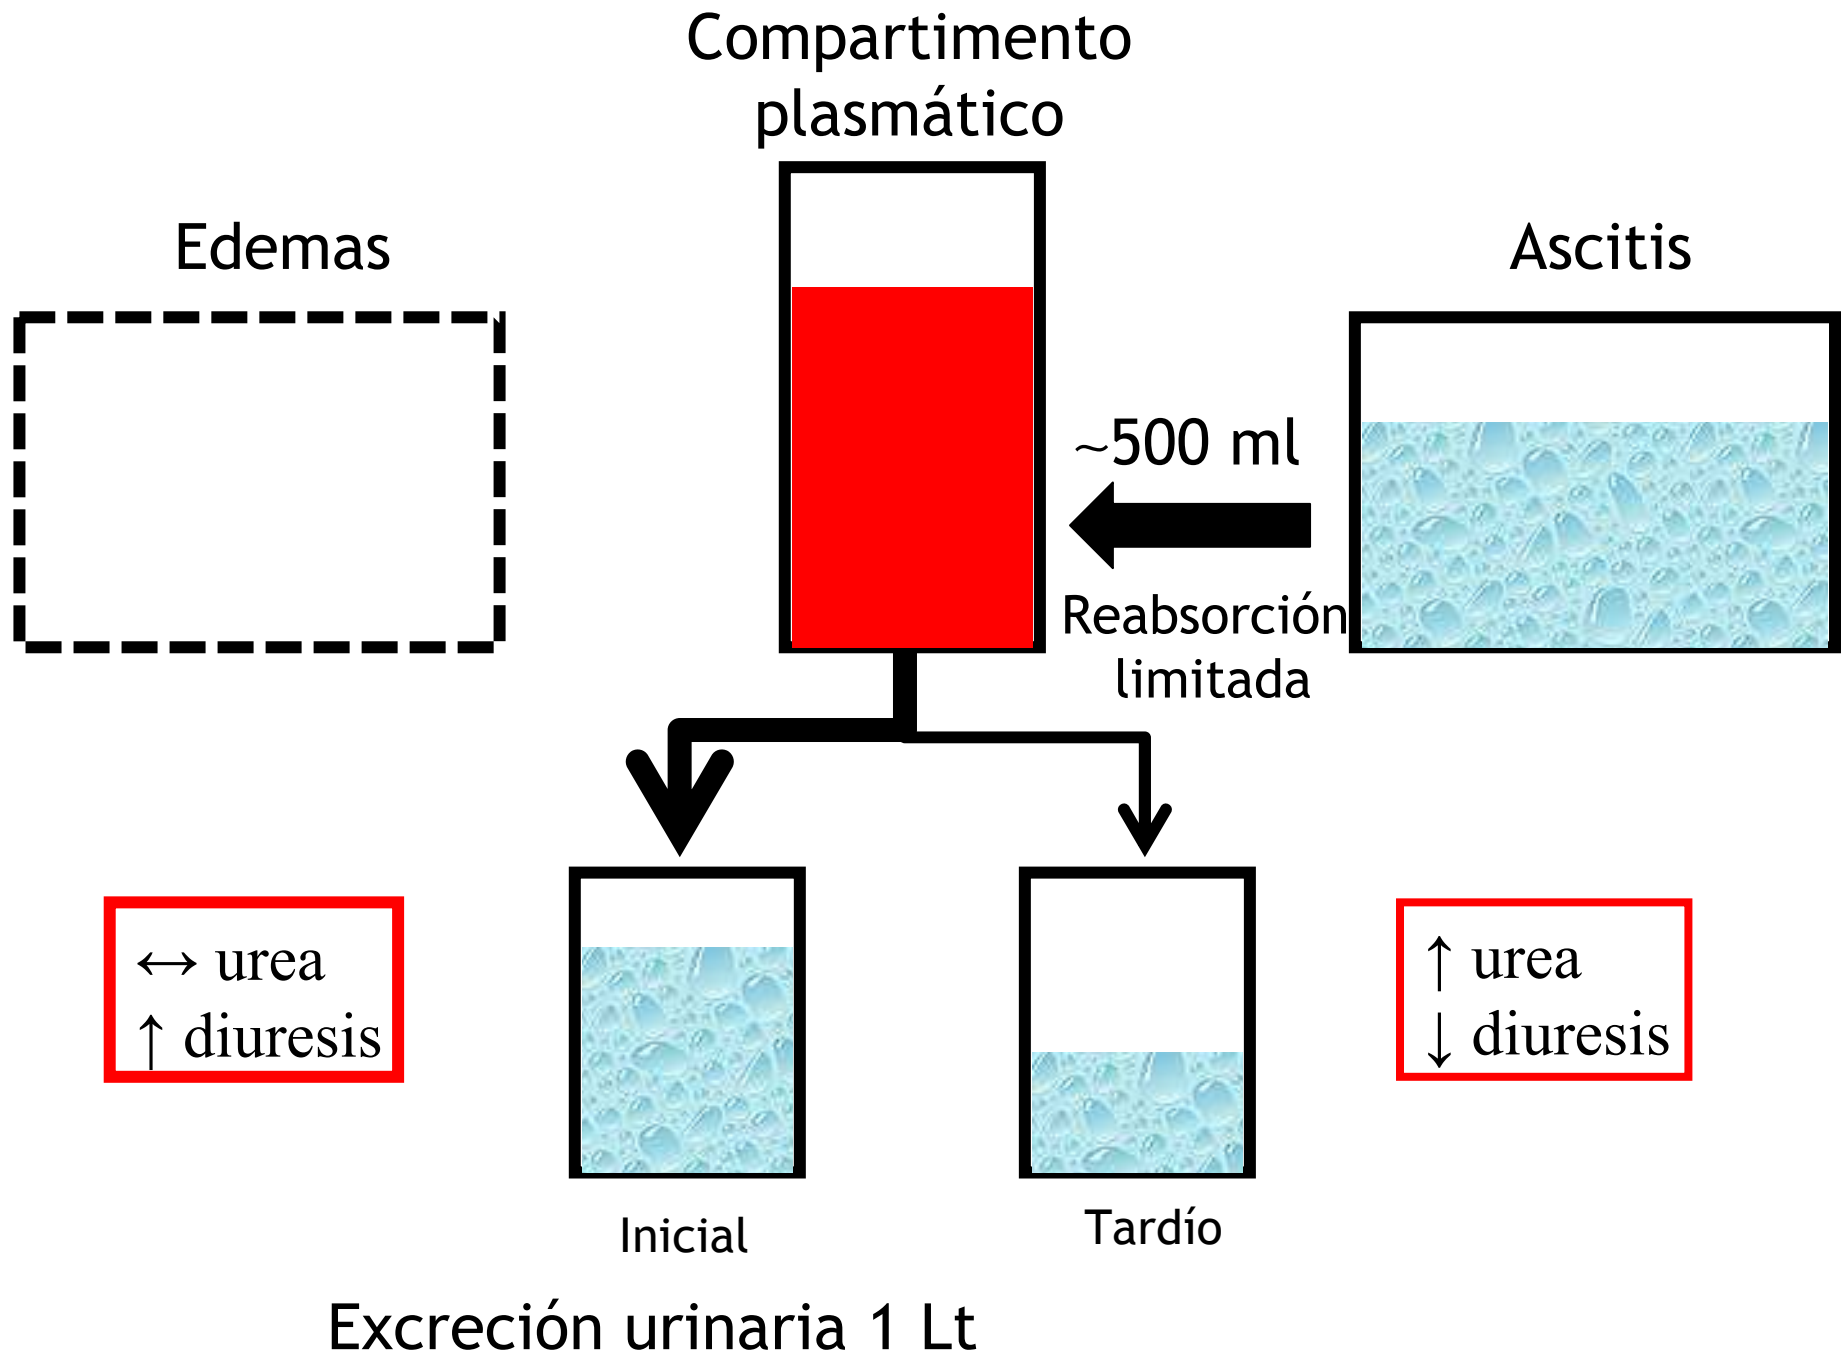 Compartimento
plasmático
Edemas
Ascitis
~500 ml
Reabsorción
limitada
↔ urea
↑ diuresis
↑ urea
↓ diuresis
Inicial
Tardío
Excreción urinaria 1 Lt